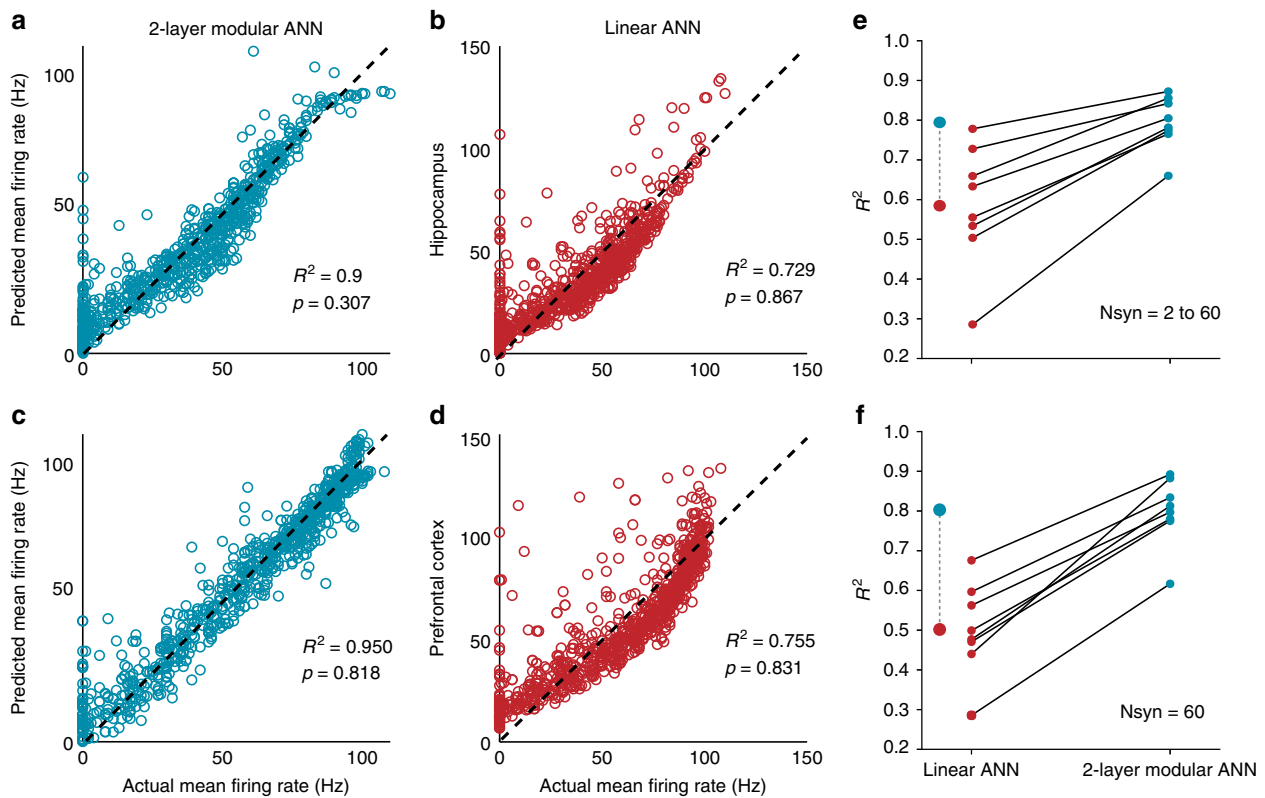 a
2-layer modular ANN
Predicted mean firing rate (Hz)
100
50
0
0
50
100
R² = 0.9
p = 0.307
b
Linear ANN
Hippocampus
150
100
50
0
0
50
100
150
R² = 0.729
p = 0.867
c
Predicted mean firing rate (Hz)
100
50
0
0
50
100
R² = 0.950
p = 0.818
Actual mean firing rate (Hz)
d
Prefrontal cortex
150
100
50
0
0
50
100
150
R² = 0.755
p = 0.831
Actual mean firing rate (Hz)
e
R²
1.0
0.9
0.8
0.7
0.6
0.5
0.4
0.3
0.2
Nsyn = 2 to 60
f
R²
1.0
0.9
0.8
0.7
0.6
0.5
0.4
0.3
0.2
Nsyn = 60
Linear ANN
2-layer modular ANN